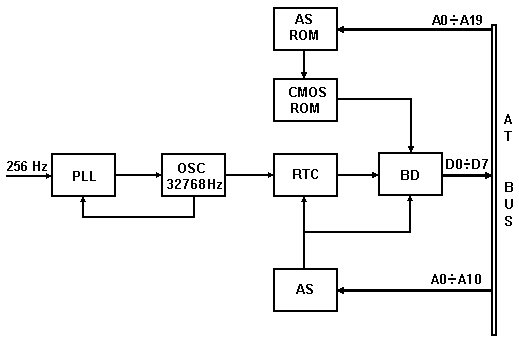 AS
ROM
A0÷A19
CMOS
ROM
A
T
B
U
S
256 Hz
PLL
OSC
32768Hz
RTC
BD
D0÷D7
AS
A0÷A10